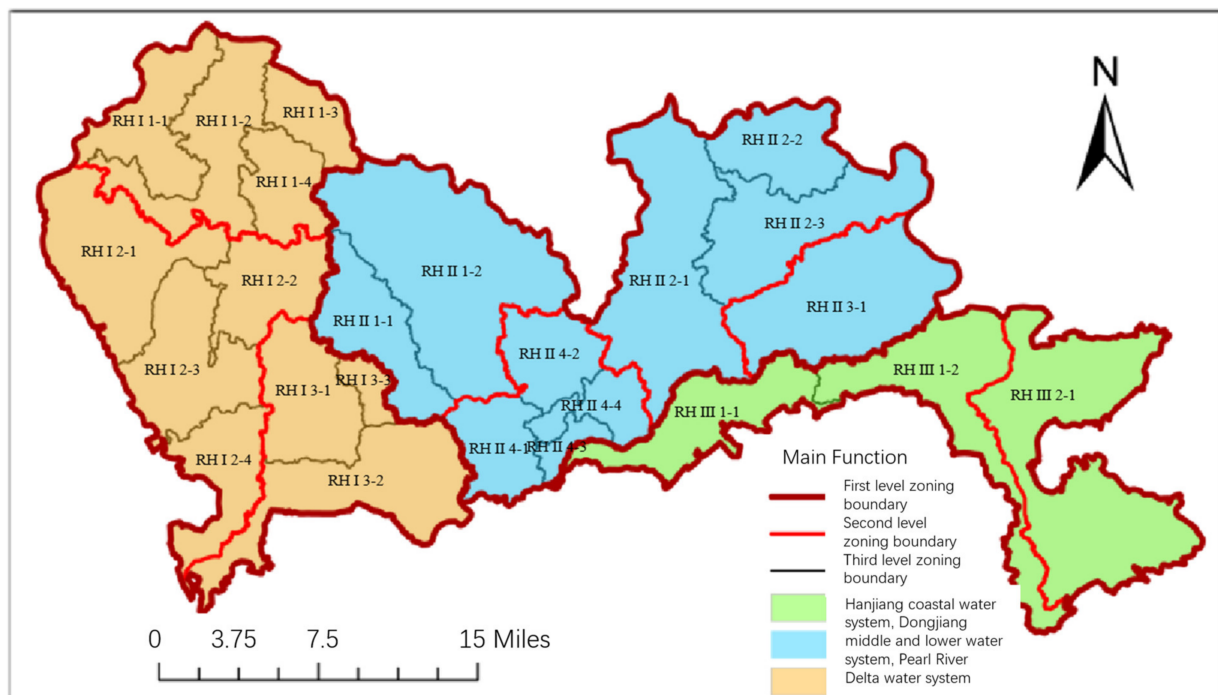 N
RH I 1-1
RH I 1-2
RH I 1-3
RH I 1-4
RH I 2-1
RH I 2-2
RH I 2-3
RH I 2-4
RH I 3-1
RH I 3-3
RH I 3-2
RH II 1-2
RH II 1-1
RH II 2-2
RH II 2-3
RH II 2-1
RH II 3-1
RH II 4-2
RH II 4-4
RH II 4-1
RH II 4-3
RH III 1-1
RH III 1-2
RH III 2-1
Main Function
First level zoning
boundary
Second level
zoning boundary
Third level zoning
boundary
Hanjiang coastal water
system, Dongjiang
middle and lower water
system, Pearl River
Delta water system
0 3.75 7.5 15 Miles